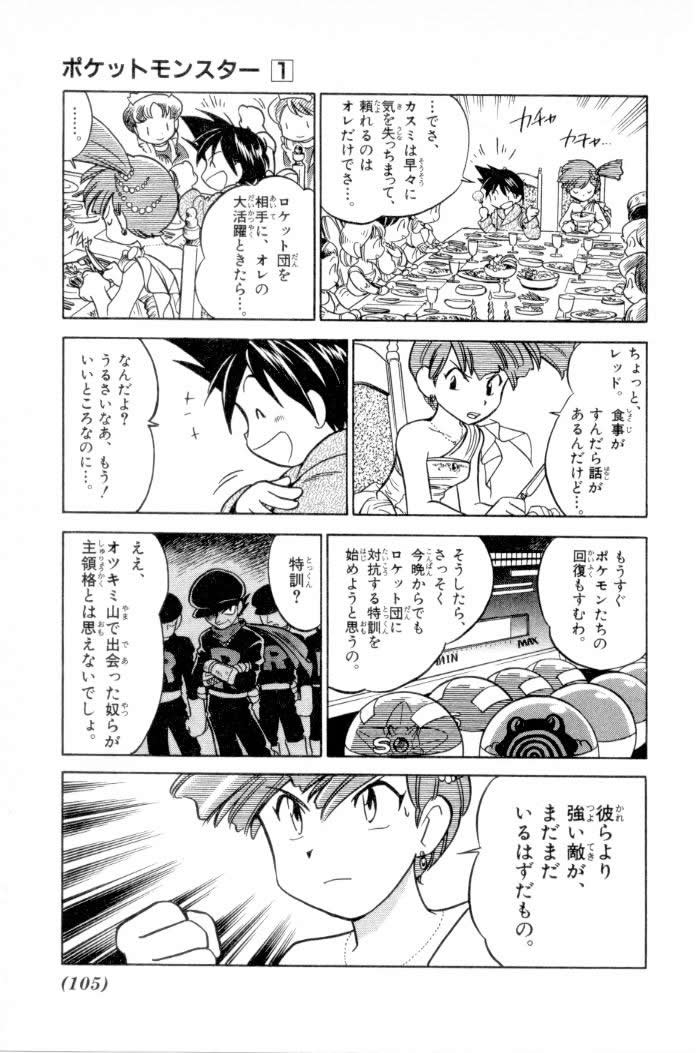 ポケットモンスター 1
カチャ
カチャ…
…でさ、
カスミは早々に
気を失っちまって、
頼れるのは
オレだけでさ…。
ロケット団を
相手に、オレの
大活躍ときたら…。
……。
ちょっと、
レッド。食事が
すんだら話が
あるんだけど…。
なんだよ?
うるさいなあ、もう!
いいところなのに…。
もうすぐ
ポケモンたちの
回復もすむわ。
そうしたら、
さっそく
今晩からでも
ロケット団に
対抗する特訓を
始めようと思うの。
MIN
MAX
特訓?
ええ、
オツキミ山で出会った奴らが
主領格とは思えないでしょ。
R
R
R
彼らより
強い敵が、
まだまだ
いるはずだもの。
(105)